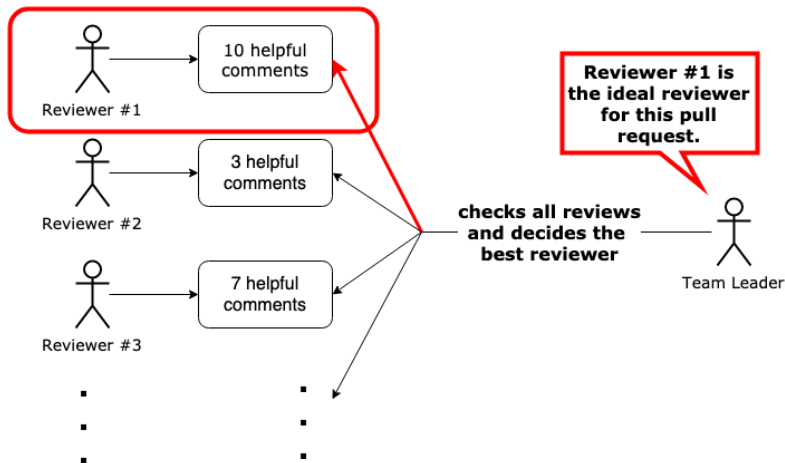 10 helpful
comments
Reviewer #1
3 helpful
comments
Reviewer #2
7 helpful
comments
Reviewer #3
checks all reviews
and decides the
best reviewer
Reviewer #1 is
the ideal reviewer
for this pull
request.
Team Leader